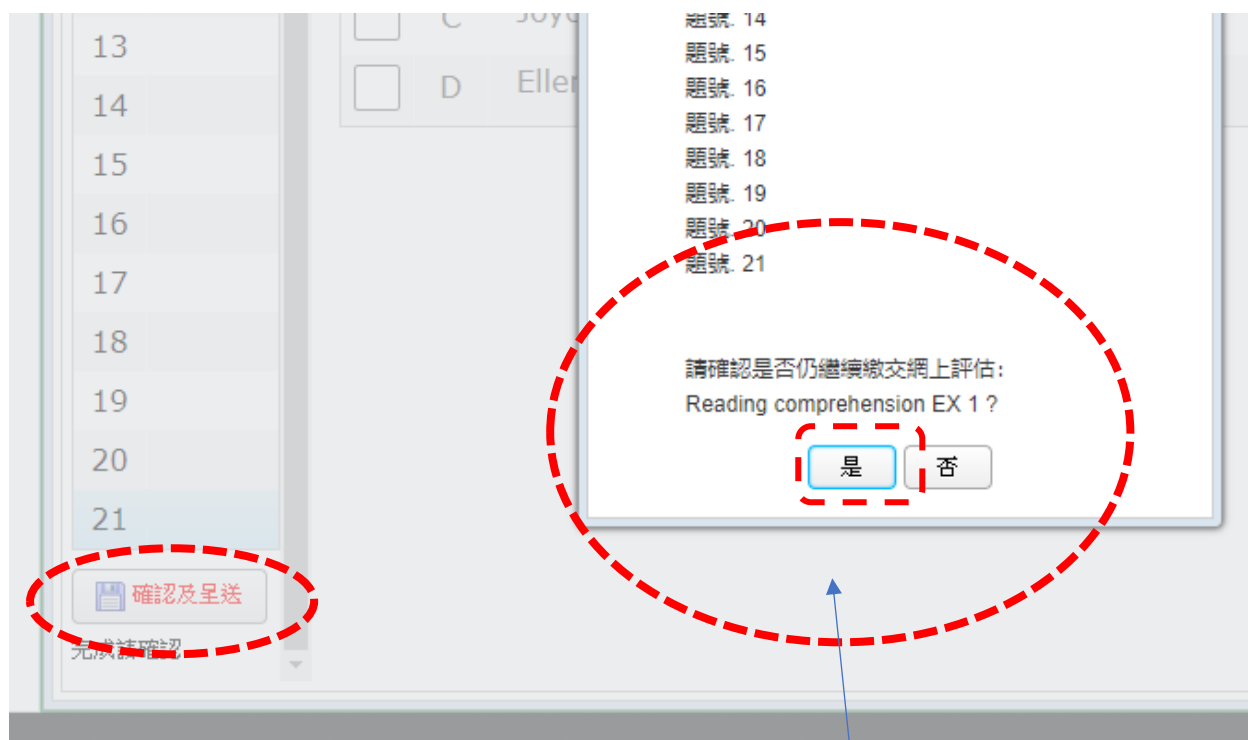 13
14
15
16
17
18
19
20
21
確認及呈送
完成請確認
C
D
題號. 14
題號. 15
題號. 16
題號. 17
題號. 18
題號. 19
題號. 20
題號. 21
請確認是否仍繼續繳交網上評估:
Reading comprehension EX 1 ?
是 否